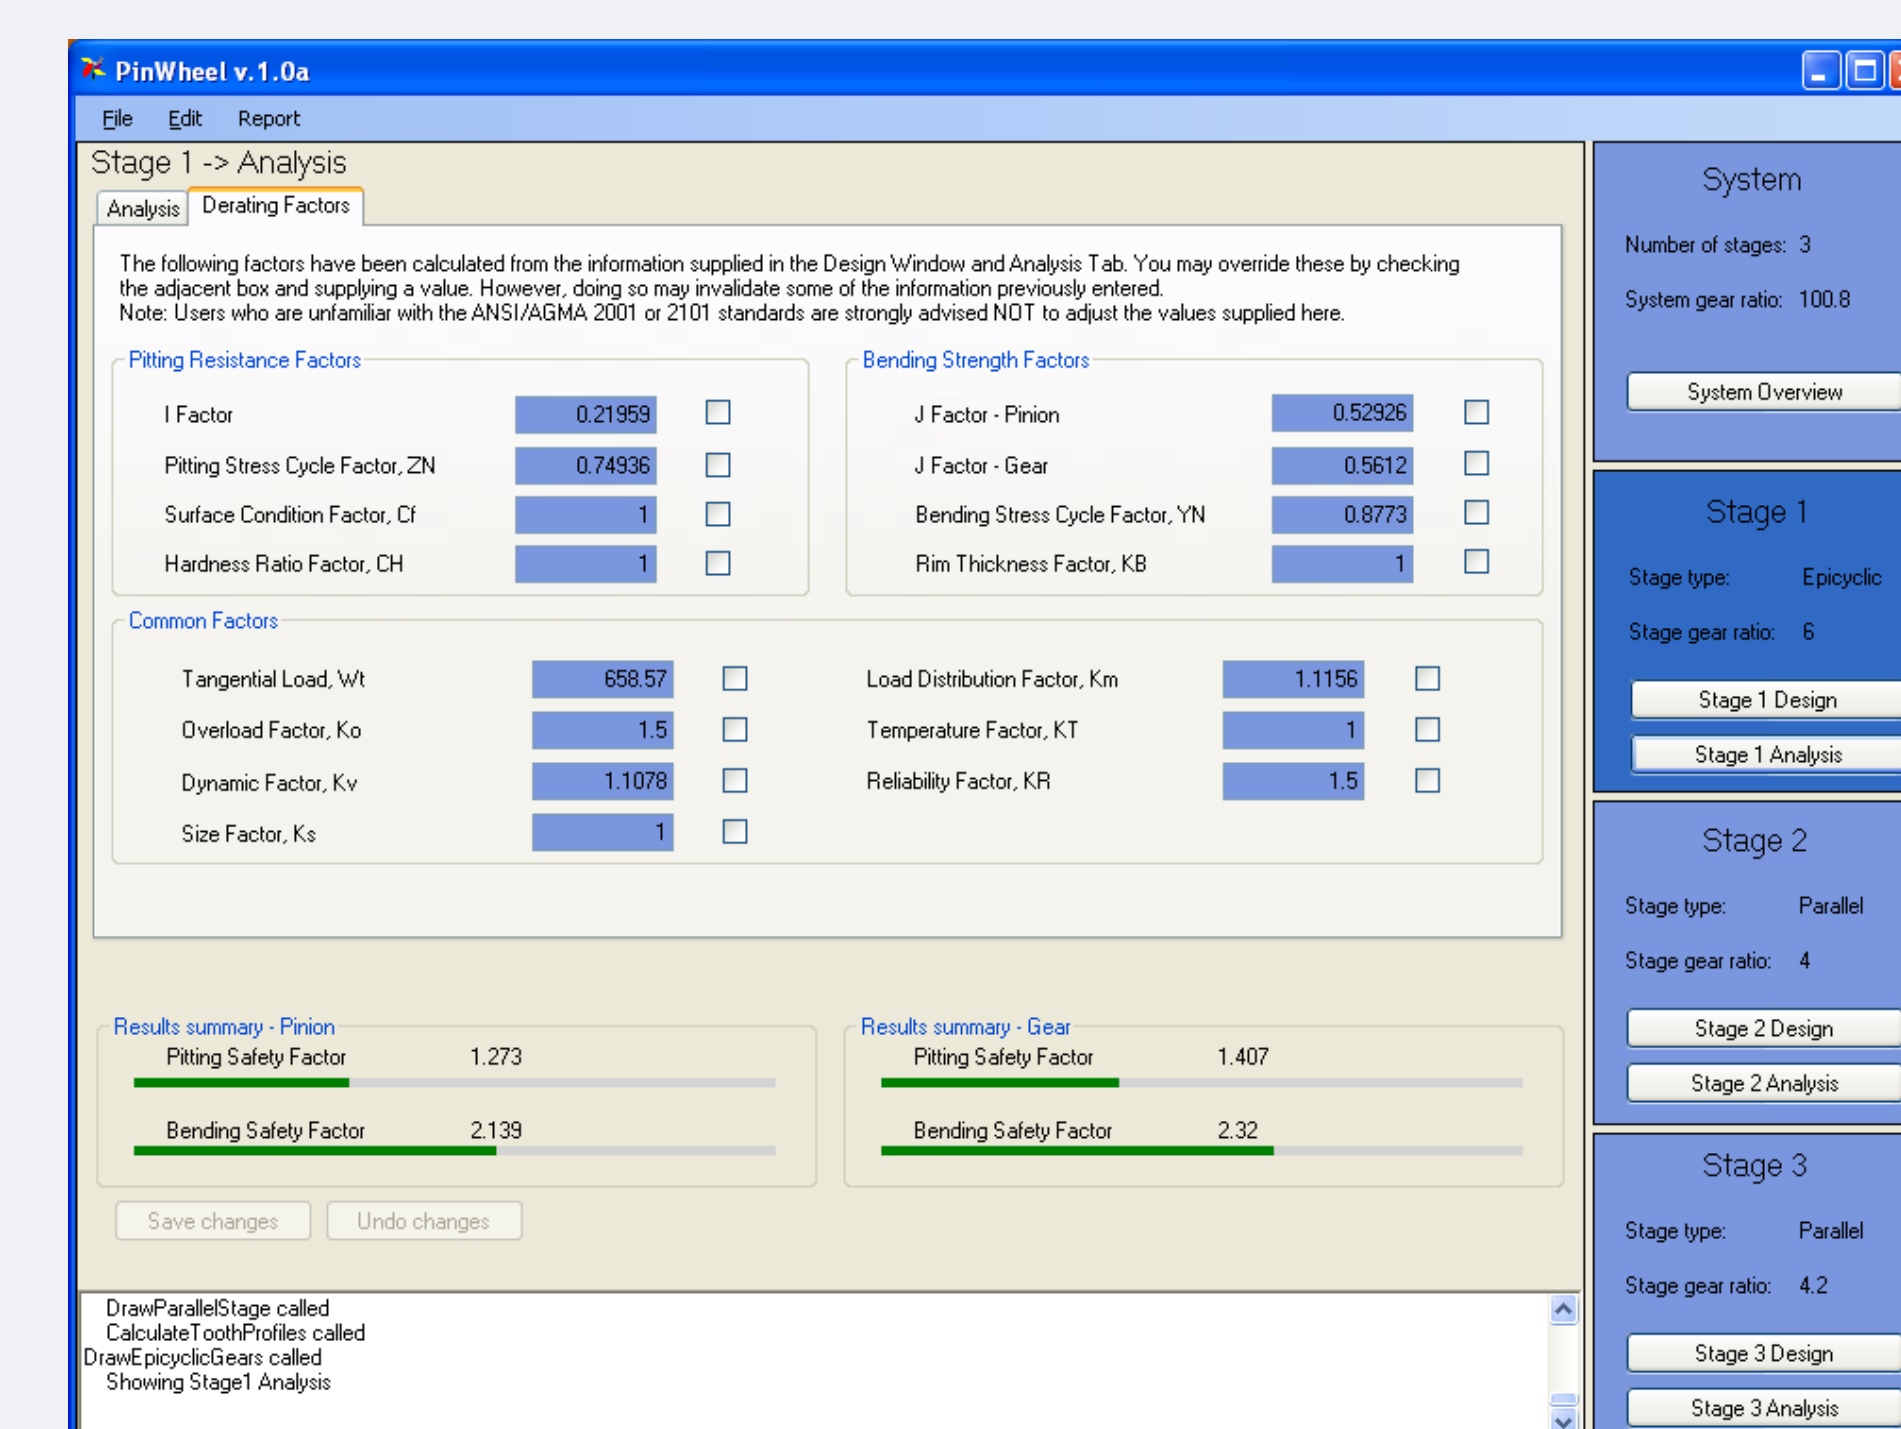 PinWheel v.1.0a
File Edit Report
Stage 1 -> Analysis
Analysis Derating Factors
The following factors have been calculated from the information supplied in the Design Window and Analysis Tab. You may override these by checking
the adjacent box and supplying a value. However, doing so may invalidate some of the information previously entered.
Note: Users who are unfamiliar with the ANSI/AGMA 2001 or 2101 standards are strongly advised NOT to adjust the values supplied here.
Pitting Resistance Factors
I Factor 0.21959
Pitting Stress Cycle Factor, ZN 0.74936
Surface Condition Factor, Cf 1
Hardness Ratio Factor, CH 1
Bending Strength Factors
J Factor - Pinion 0.52926
J Factor - Gear 0.5612
Bending Stress Cycle Factor, YN 0.8773
Rim Thickness Factor, KB 1
Common Factors
Tangential Load, Wt 658.57
Overload Factor, Ko 1.5
Dynamic Factor, Kv 1.1078
Size Factor, Ks 1
Load Distribution Factor, Km 1.1156
Temperature Factor, KT 1
Reliability Factor, KR 1.5
Results summary - Pinion
Pitting Safety Factor 1.273
Bending Safety Factor 2.139
Results summary - Gear
Pitting Safety Factor 1.407
Bending Safety Factor 2.32
Save changes Undo changes
DrawParallelStage called
CalculateToothProfiles called
DrawEpicyclicGears called
Showing Stage1 Analysis
System
Number of stages: 3
System gear ratio: 100.8
System Overview
Stage 1
Stage type: Epicyclic
Stage gear ratio: 6
Stage 1 Design
Stage 1 Analysis
Stage 2
Stage type: Parallel
Stage gear ratio: 4
Stage 2 Design
Stage 2 Analysis
Stage 3
Stage type: Parallel
Stage gear ratio: 4.2
Stage 3 Design
Stage 3 Analysis